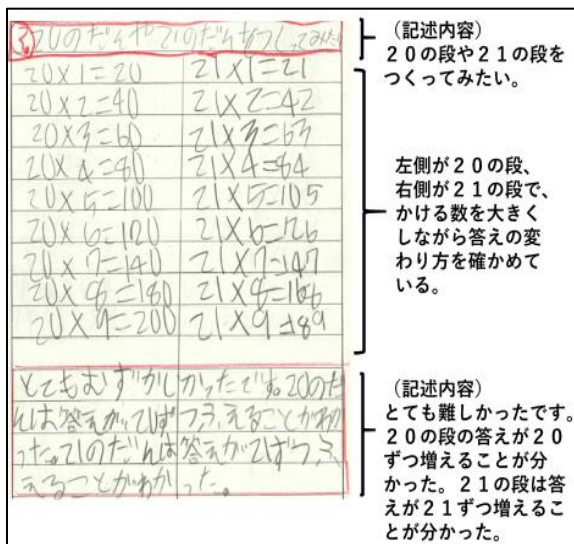 ③20のだんや21のだんをつくってみたい
20×1=20
20×2=40
20×3=60
20×4=80
20×5=100
20×6=120
20×7=140
20×8=180
20×9=200
21×1=21
21×2=42
21×3=63
21×4=84
21×5=105
21×6=126
21×7=147
21×8=168
21×9=189
とてもむずかしかったです。20のだ
んは答えが20ずつふえることがわか
った。21のだんは答えが21ずつふ
えることがわかった。
(記述内容)
20の段や21の段を
つくってみたい。
左側が20の段、
右側が21の段で、
かける数を大きく
しながら答えの変
わり方を確かめて
いる。
(記述内容)
とても難しかったです。
20の段の答えが20
ずつ増えることが分
かった。21の段は答
えが21ずつ増えるこ
とが分かった。